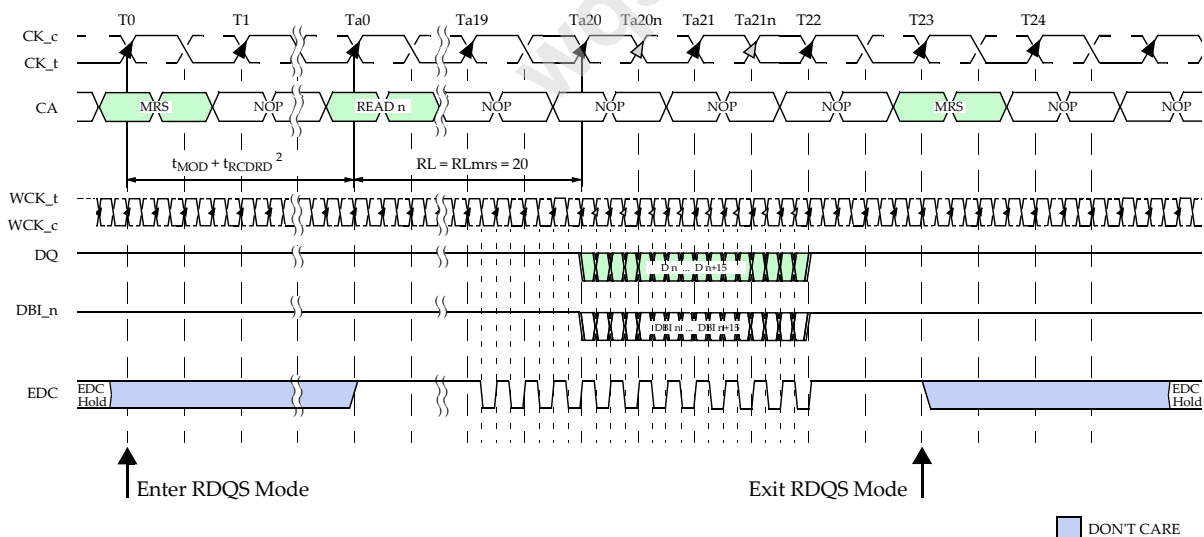 T0 T1 Ta0 Ta19 Ta20 Ta20n Ta21 Ta21n T22 T23 T24
CK_c
CK_t
CA MRS NOP READ n NOP NOP NOP NOP MRS NOP NOP
tMOD + tRCDRD 2 RL = RLmrs = 20
WCK_t
WCK_c
DQ D n ... D n+15
DBI_n DBI n ... DBI n+15
EDC EDC Hold EDC Hold
Enter RDQS Mode Exit RDQS Mode
DON'T CARE